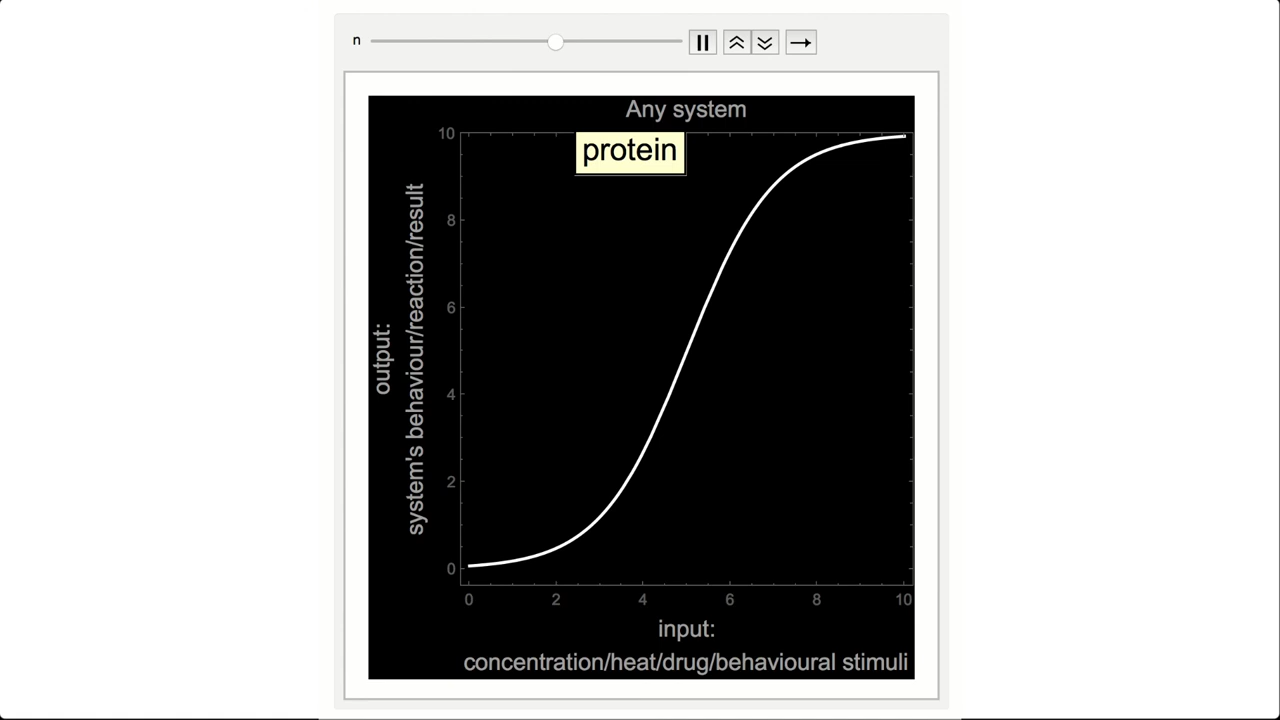 n
Any system
protein
10
8
6
4
2
0
output:
system's behaviour/reaction/result
0 2 4 6 8 10
input:
concentration/heat/drug/behavioural stimuli